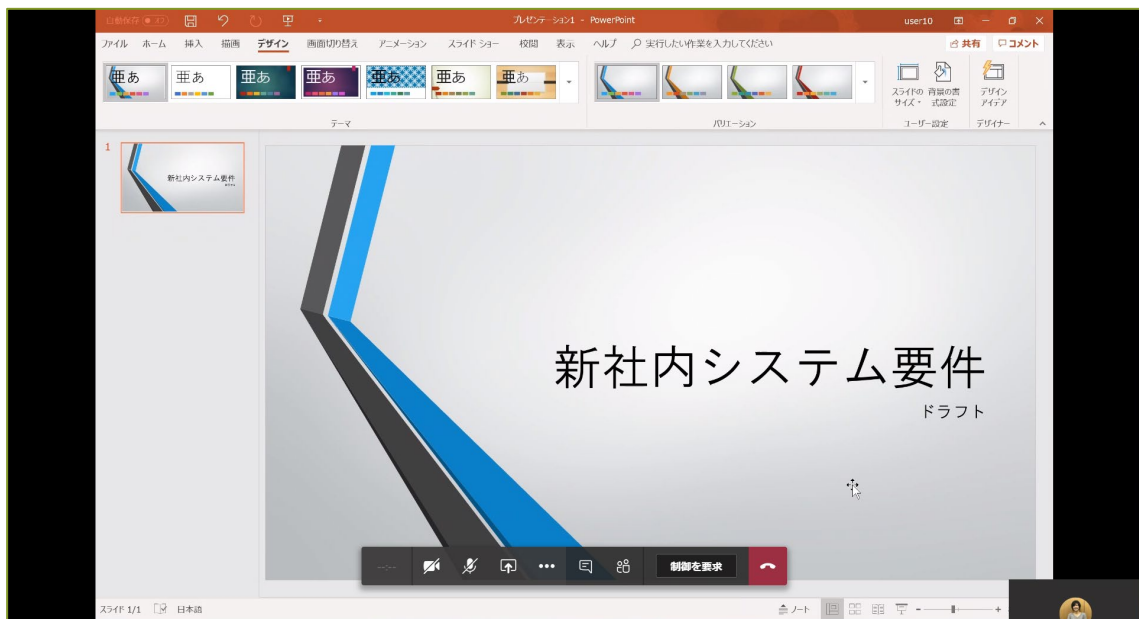 自動保存 オフ プレゼンテーション1 - PowerPoint user10
ファイル ホーム 挿入 描画 デザイン 画面切り替え アニメーション スライド ショー 校閲 表示 ヘルプ 実行したい作業を入力してください 共有 コメント
亜あ 亜あ 亜あ 亜あ 亜あ 亜あ 亜あ
スライドの サイズ
背景の書式設定
デザイン アイデア
テーマ バリエーション ユーザー設定 デザイナー
1
新社内システム要件
ドラフト
新社内システム要件
ドラフト
--:-- 制御を要求
スライド 1/1 日本語 ノート